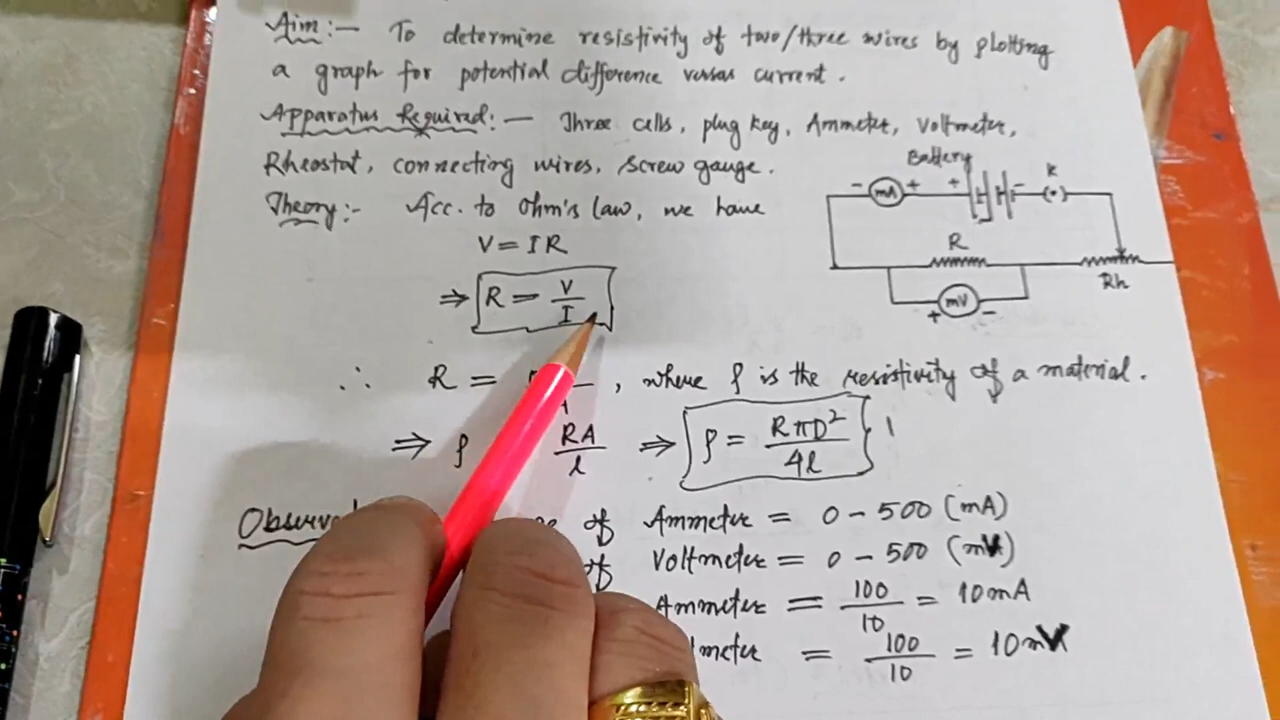 Aim:- To determine resistivity of two/three wires by plotting
a graph for potential difference versus current.
Apparatus Required:- Three cells, plug key, Ammeter, Voltmeter,
Rheostat, connecting wires, screw gauge.
Theory:- Acc. to Ohm's law, we have
V = IR
⇒ R = V/I
∴ R = , where ρ is the resistivity of a material.
⇒ ρ RA/l ⇒ ρ = RπD²/4l
of Ammeter = 0 - 500 (mA)
of Voltmeter = 0 - 500 (mV)
Ammeter = 100/10 = 10mA
= 100/10 = 10mV
Battery
- mA + + - K
R
Rh
+ mV -